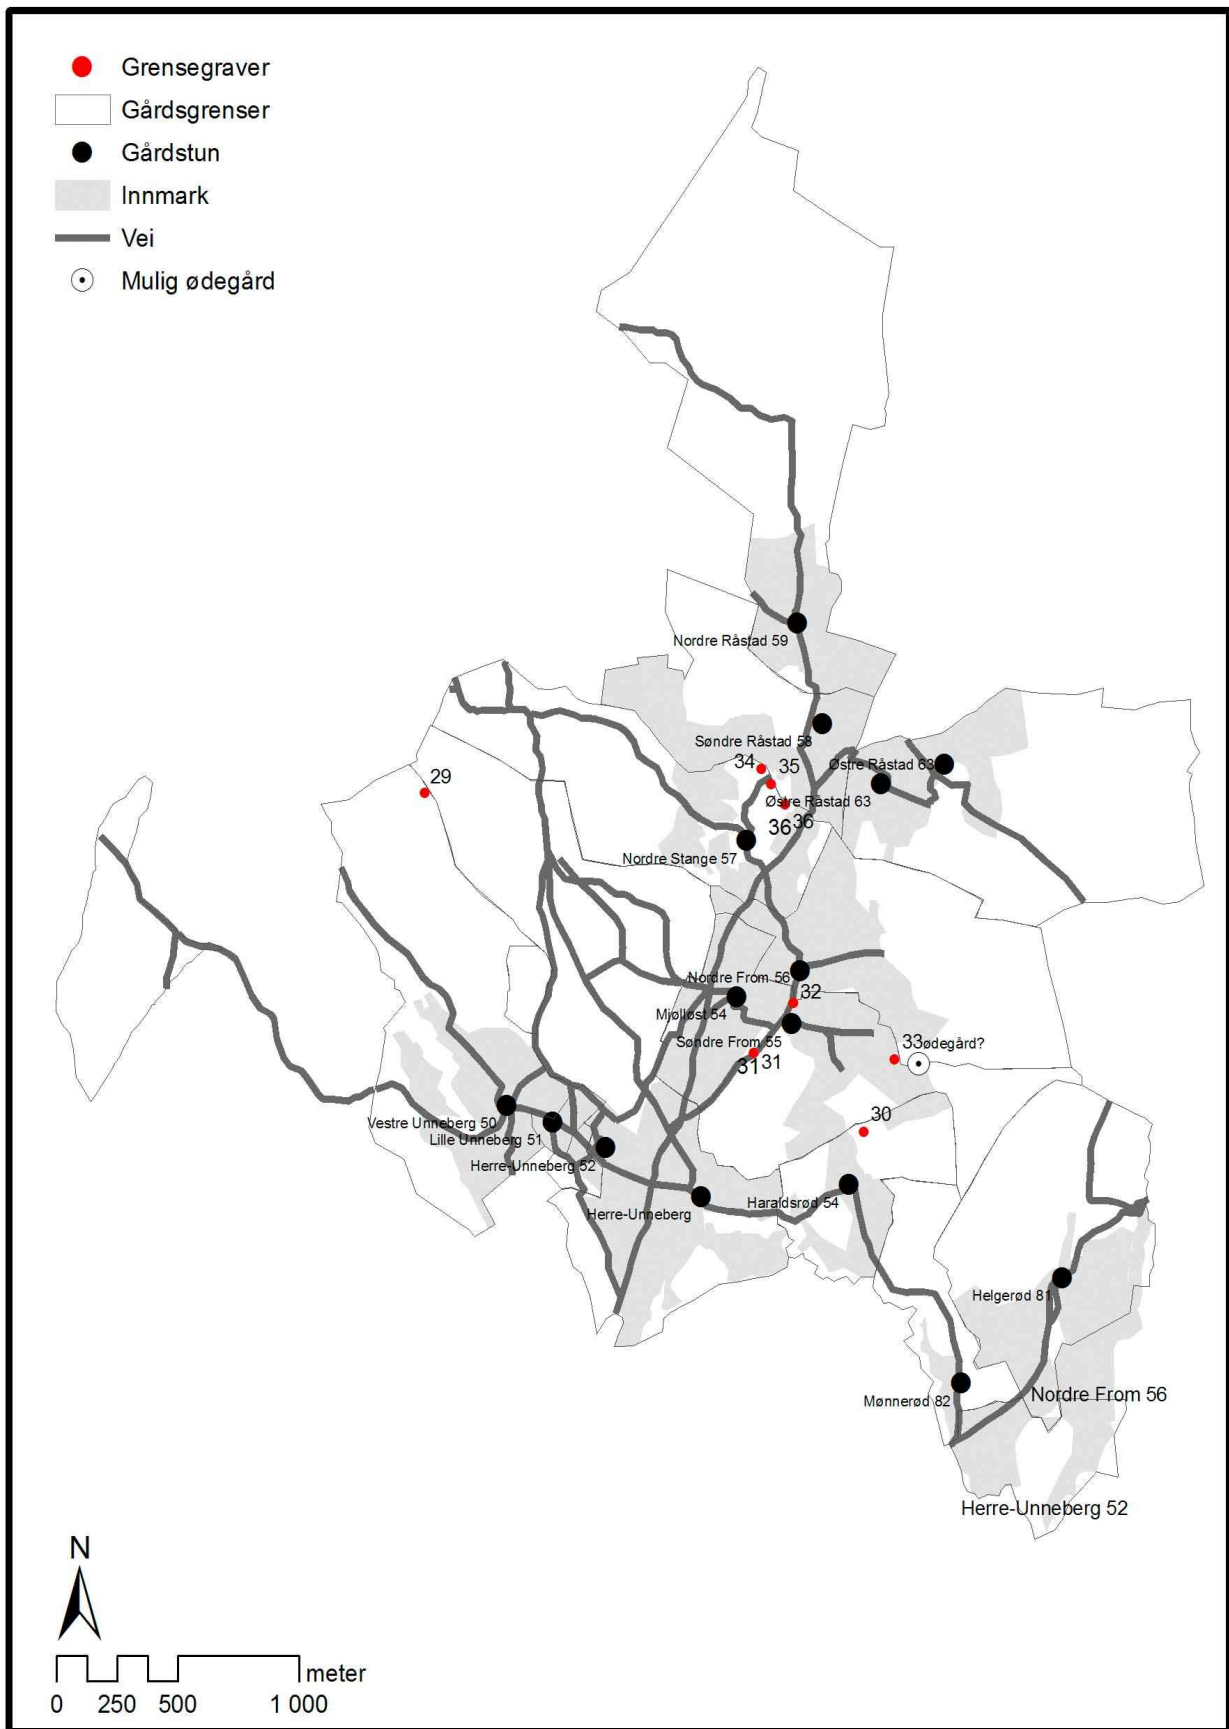 Grensegraver
Gårdsgrenser
Gårdstun
Innmark
Vei
Mulig ødegård
Nordre Råstad 59
Søndre Råstad 58
34
35
Østre Råstad 63
29
Østre Råstad 63
36
36
Nordre Stange 57
Nordre From 56
32
Mjølløst 54
Søndre From 55
33
ødegård?
31
31
30
Vestre Unneberg 50
Lille Unneberg 51
Herre-Unneberg 52
Haraldsrød 54
Herre-Unneberg
Helgerød 81
Nordre From 56
Mønnerød 82
Herre-Unneberg 52
N
meter
0 250 500 1 000